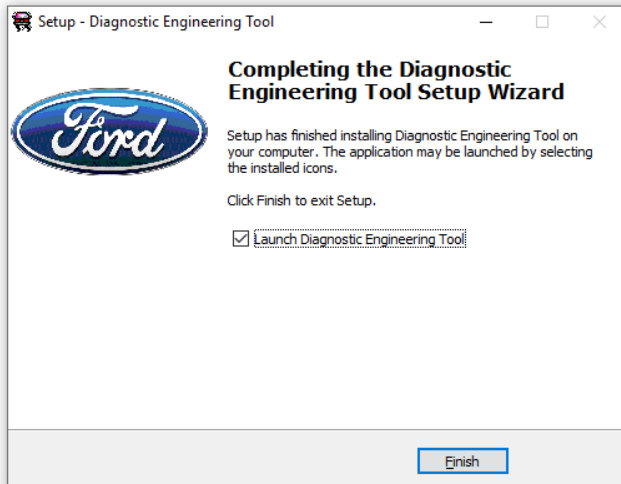 Setup - Diagnostic Engineering Tool
Completing the Diagnostic
Engineering Tool Setup Wizard
Ford
Setup has finished installing Diagnostic Engineering Tool on
your computer. The application may be launched by selecting
the installed icons.
Click Finish to exit Setup.
Launch Diagnostic Engineering Tool
Finish